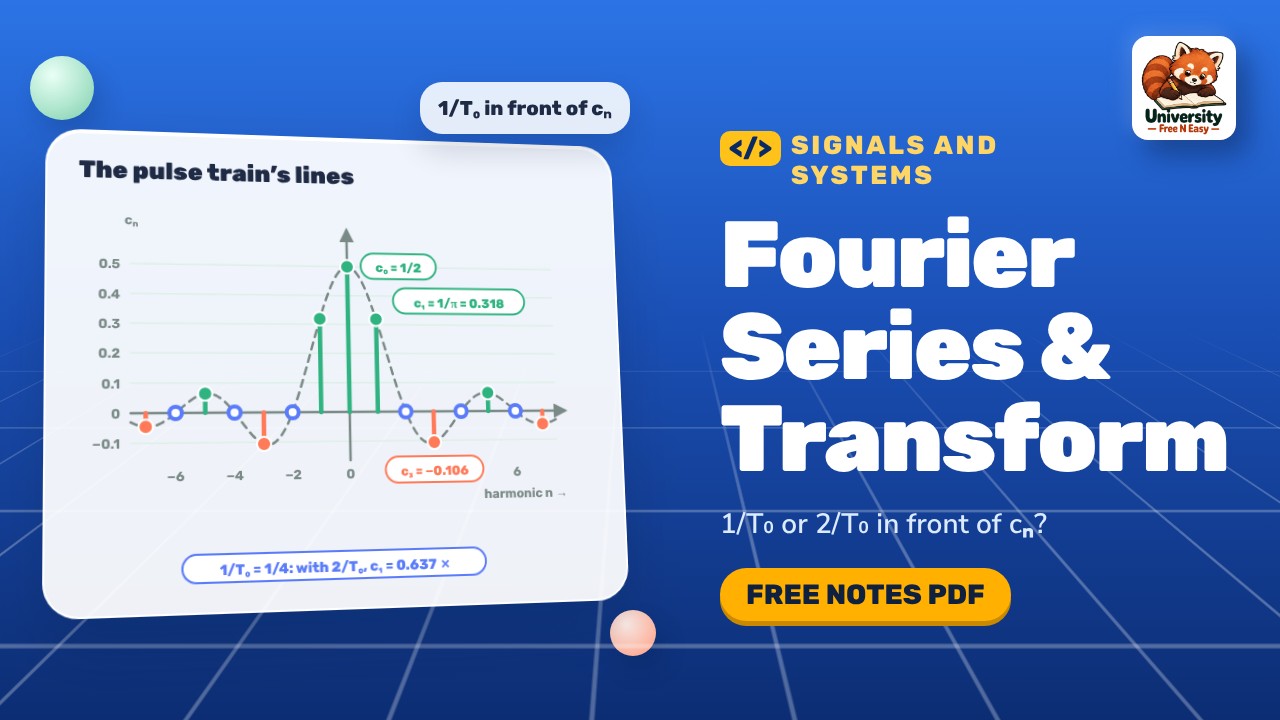 1/T₀ in front of cₙ
The pulse train's lines
cₙ
0.5
0.4
0.3
0.2
0.1
0
−0.1
c₀ = 1/2
c₁ = 1/π = 0.318
c₃ = −0.106
−6
−4
−2
0
6
harmonic n →
1/T₀ = 1/4: with 2/T₀, c₁ = 0.637 ×
University
Free N Easy
</> SIGNALS AND
SYSTEMS
Fourier
Series &
Transform
1/T₀ or 2/T₀ in front of cₙ?
FREE NOTES PDF